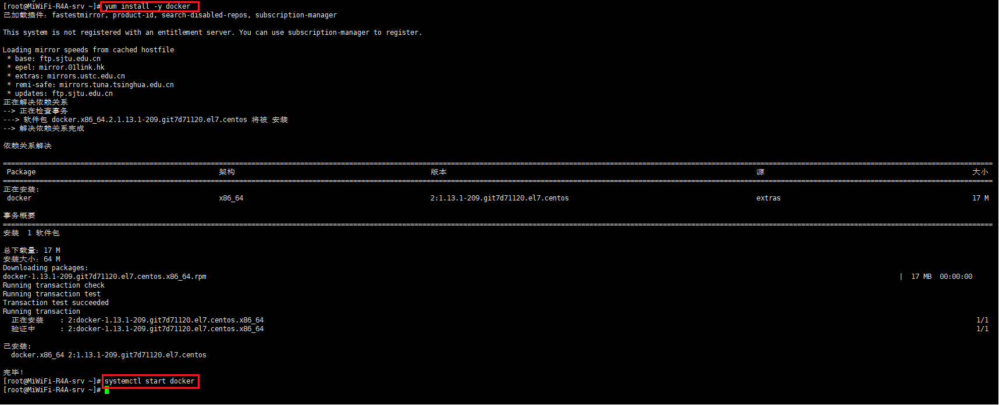 [root@MiWiFi-R4A-srv ~]# yum install -y docker
已加载插件：fastestmirror, product-id, search-disabled-repos, subscription-manager
This system is not registered with an entitlement server. You can use subscription-manager to register.
Loading mirror speeds from cached hostfile
* base: ftp.sjtu.edu.cn
* epel: mirror.01link.hk
* extras: mirrors.ustc.edu.cn
* remi-safe: mirrors.tuna.tsinghua.edu.cn
* updates: ftp.sjtu.edu.cn
正在解决依赖关系
--> 正在检查事务
---> 软件包 docker.x86_64.2.1.13.1-209.git7d71120.el7.centos 将被 安装
--> 解决依赖关系完成
依赖关系解决
================================================================================
Package 架构 版本 源 大小
================================================================================
正在安装:
docker x86_64 2:1.13.1-209.git7d71120.el7.centos extras 17 M
事务概要
================================================================================
安装  1 软件包
总下载量：17 M
安装大小：64 M
Downloading packages:
docker-1.13.1-209.git7d71120.el7.centos.x86_64.rpm | 17 MB 00:00:00
Running transaction check
Running transaction test
Transaction test succeeded
Running transaction
正在安装    : 2:docker-1.13.1-209.git7d71120.el7.centos.x86_64 1/1
验证中      : 2:docker-1.13.1-209.git7d71120.el7.centos.x86_64 1/1
已安装:
docker.x86_64 2:1.13.1-209.git7d71120.el7.centos
完毕！
[root@MiWiFi-R4A-srv ~]# systemctl start docker
[root@MiWiFi-R4A-srv ~]#